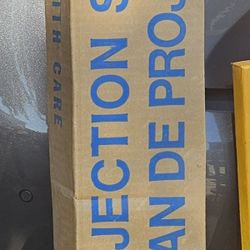 ITH CARE
JECTION S
AN DE PROJ